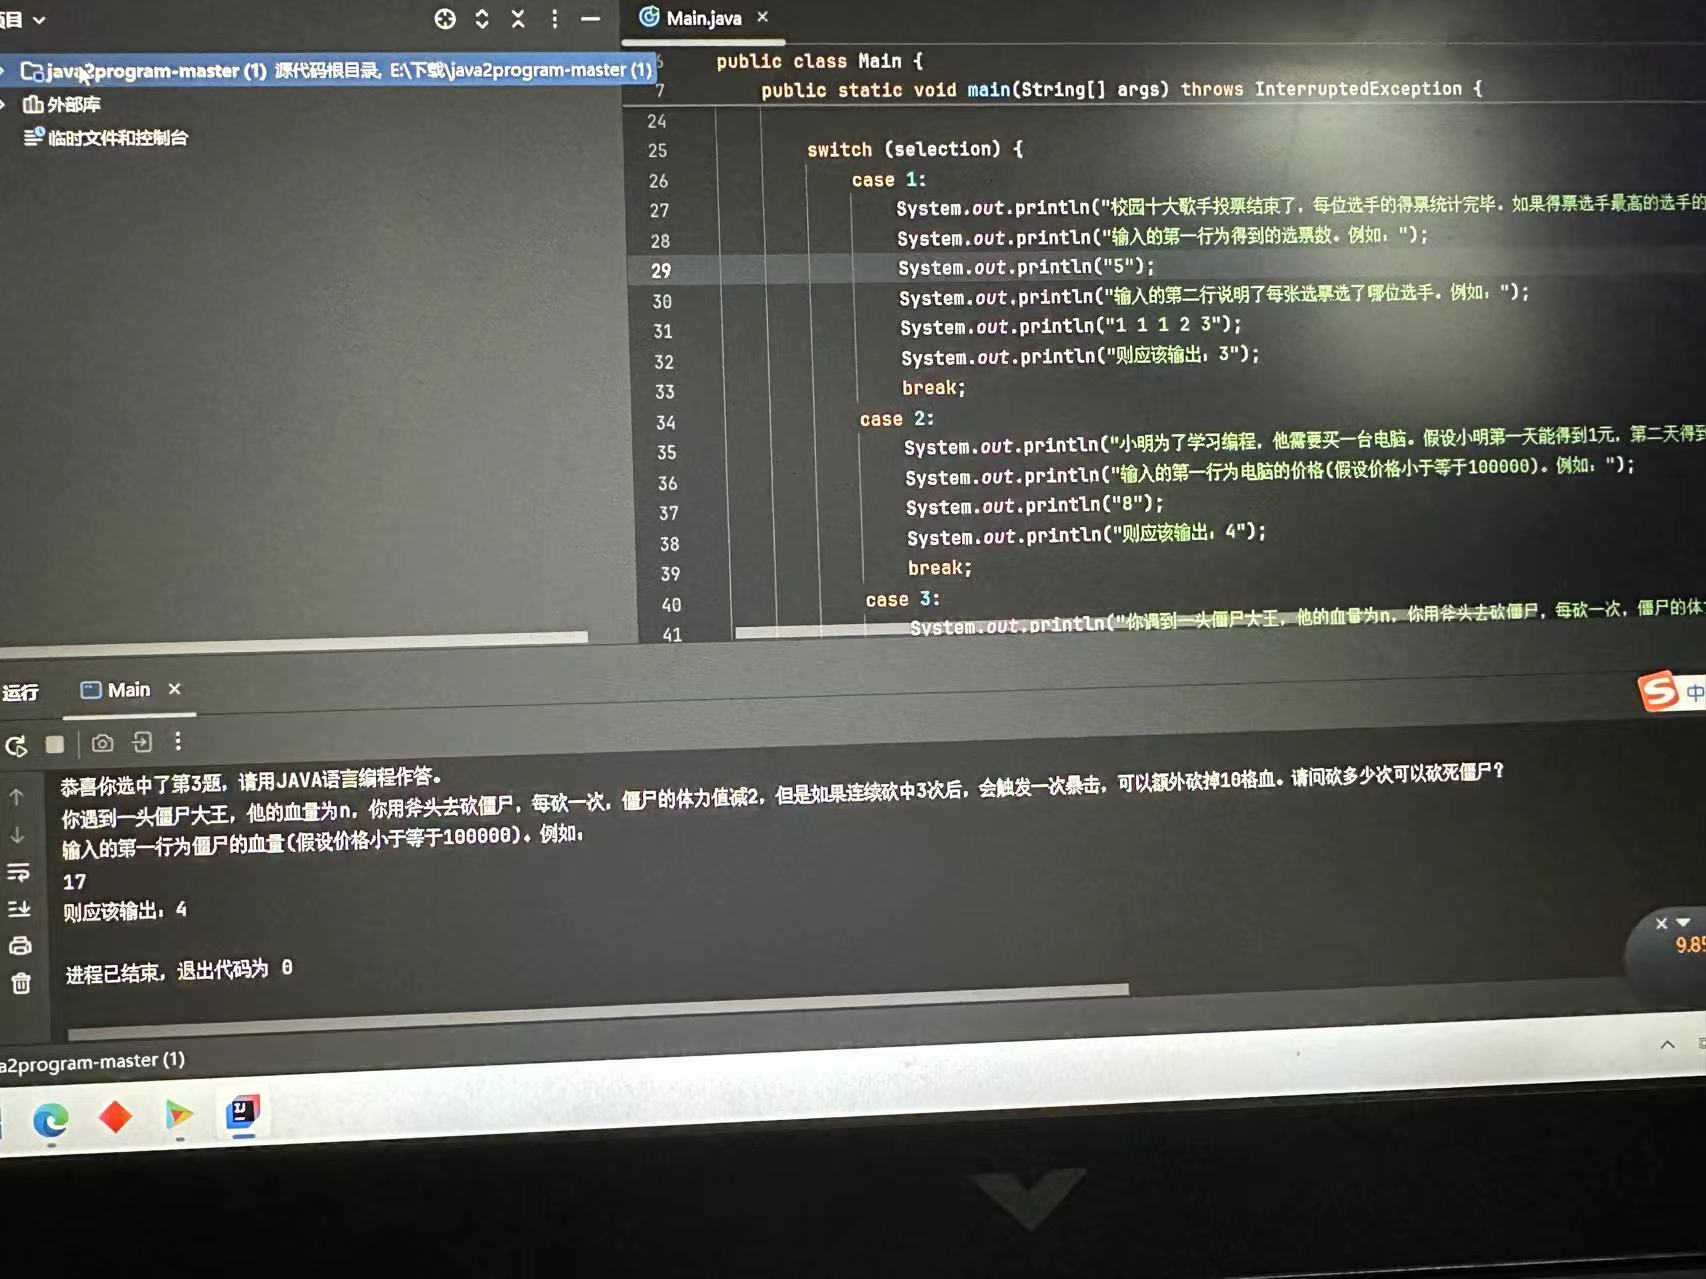 项目
java2program-master (1) 源代码根目录, E:\下载\java2program-master (1)
外部库
临时文件和控制台
Main.java
6 public class Main {
7 public static void main(String[] args) throws InterruptedException {
24
25 switch (selection) {
26 case 1:
27 System.out.println("校园十大歌手投票结束了，每位选手的得票统计完毕。如果得票选手最高的选手的
28 System.out.println("输入的第一行为得到的选票数。例如：");
29 System.out.println("5");
30 System.out.println("输入的第二行说明了每张选票选了哪位选手。例如：");
31 System.out.println("1 1 1 2 3");
32 System.out.println("则应该输出：3");
33 break;
34 case 2:
35 System.out.println("小明为了学习编程，他需要买一台电脑。假设小明第一天能得到1元，第二天得到
36 System.out.println("输入的第一行为电脑的价格(假设价格小于等于100000)。例如：");
37 System.out.println("8");
38 System.out.println("则应该输出：4");
39 break;
40 case 3:
41 System.out.println("你遇到一头僵尸大王，他的血量为n，你用斧头去砍僵尸，每砍一次，僵尸的体
运行
Main
中
恭喜你选中了第3题，请用JAVA语言编程作答。
你遇到一头僵尸大王，他的血量为n，你用斧头去砍僵尸，每砍一次，僵尸的体力值减2，但是如果连续砍中3次后，会触发一次暴击，可以额外砍掉10格血。请问砍多少次可以砍死僵尸？
输入的第一行为僵尸的血量(假设价格小于等于100000)。例如：
17
则应该输出：4
进程已结束，退出代码为 0
9.85
a2program-master (1)